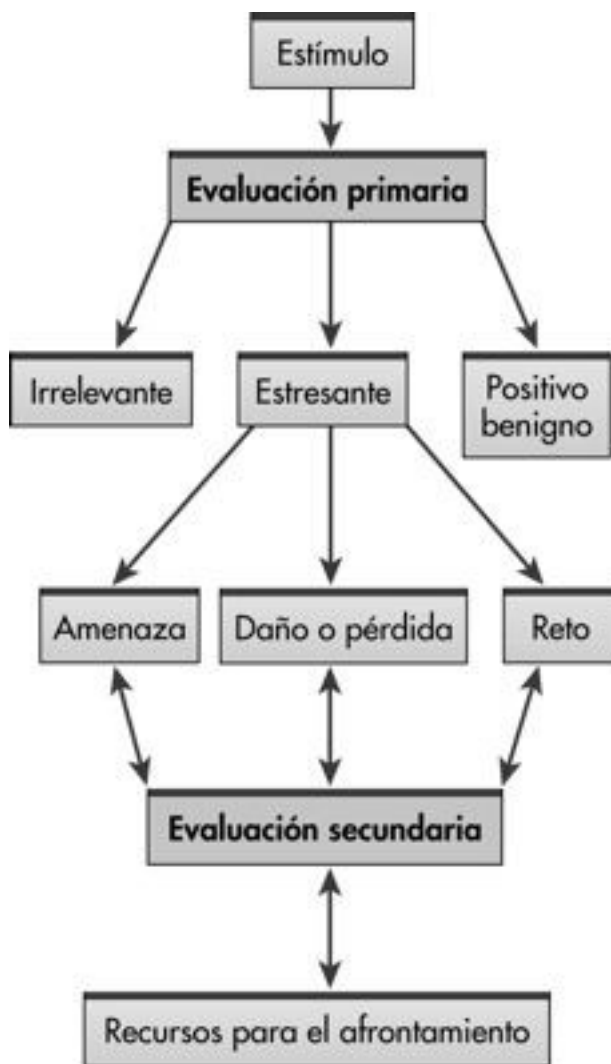 Estímulo
Evaluación primaria
Irrelevante
Estresante
Positivo
benigno
Amenaza
Daño o pérdida
Reto
Evaluación secundaria
Recursos para el afrontamiento